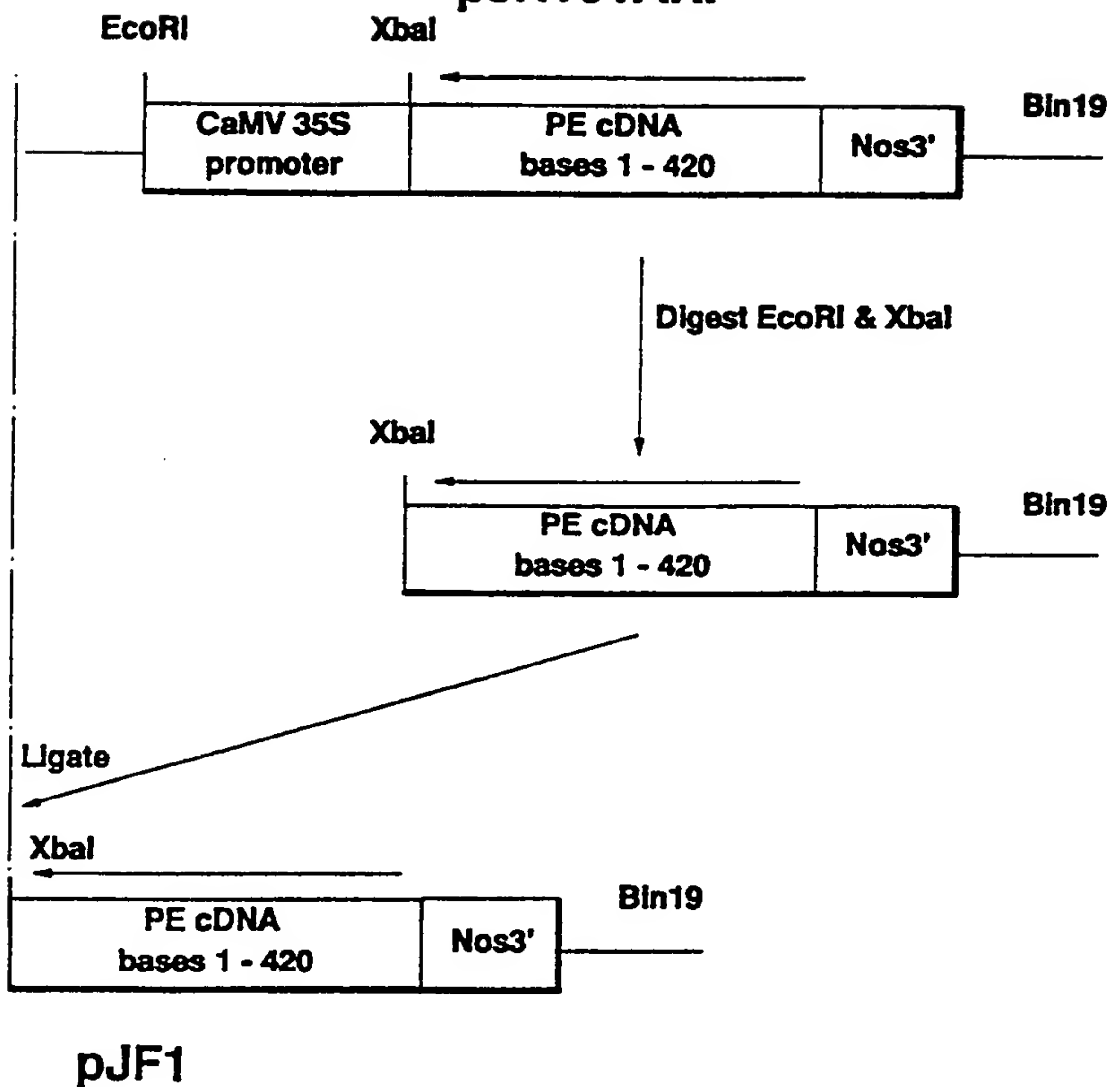 EcoRI XbaI
CaMV 35S
promoter
PE cDNA
bases 1 - 420
Nos3'
Bin19
Digest EcoRI & XbaI
XbaI
PE cDNA
bases 1 - 420
Nos3'
Bin19
Ligate
XbaI
PE cDNA
bases 1 - 420
Nos3'
Bin19
pJF1